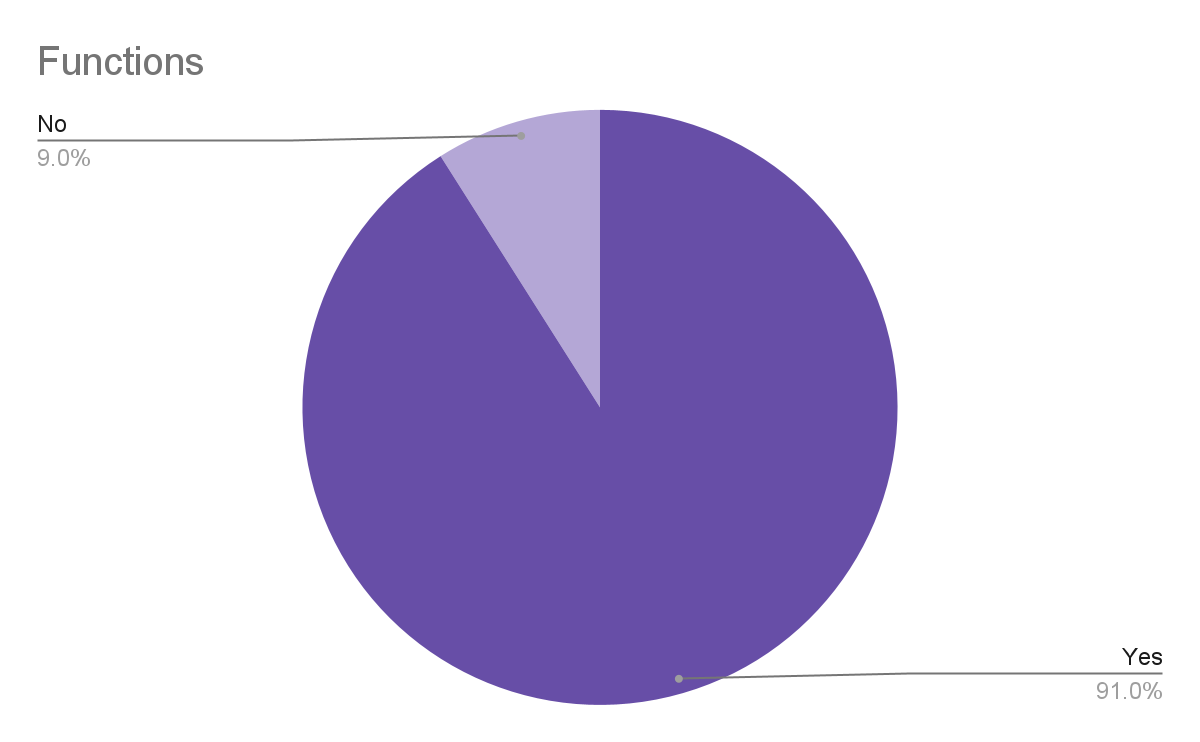 Functions
No
9.0%
Yes
91.0%